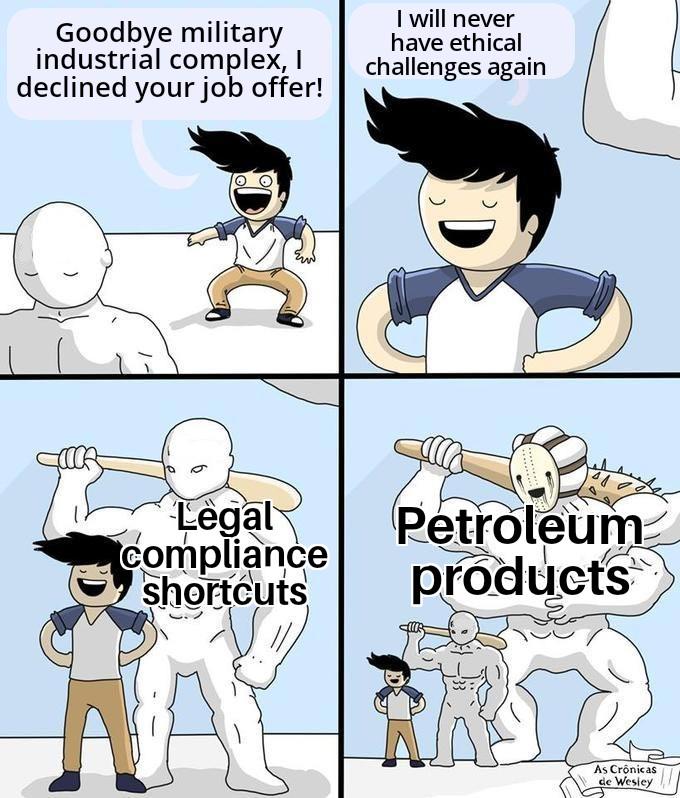 Goodbye military
industrial complex, I
declined your job offer!
I will never
have ethical
challenges again
Legal
compliance
shortcuts
Petroleum
products
As Crônicas
de Wesley